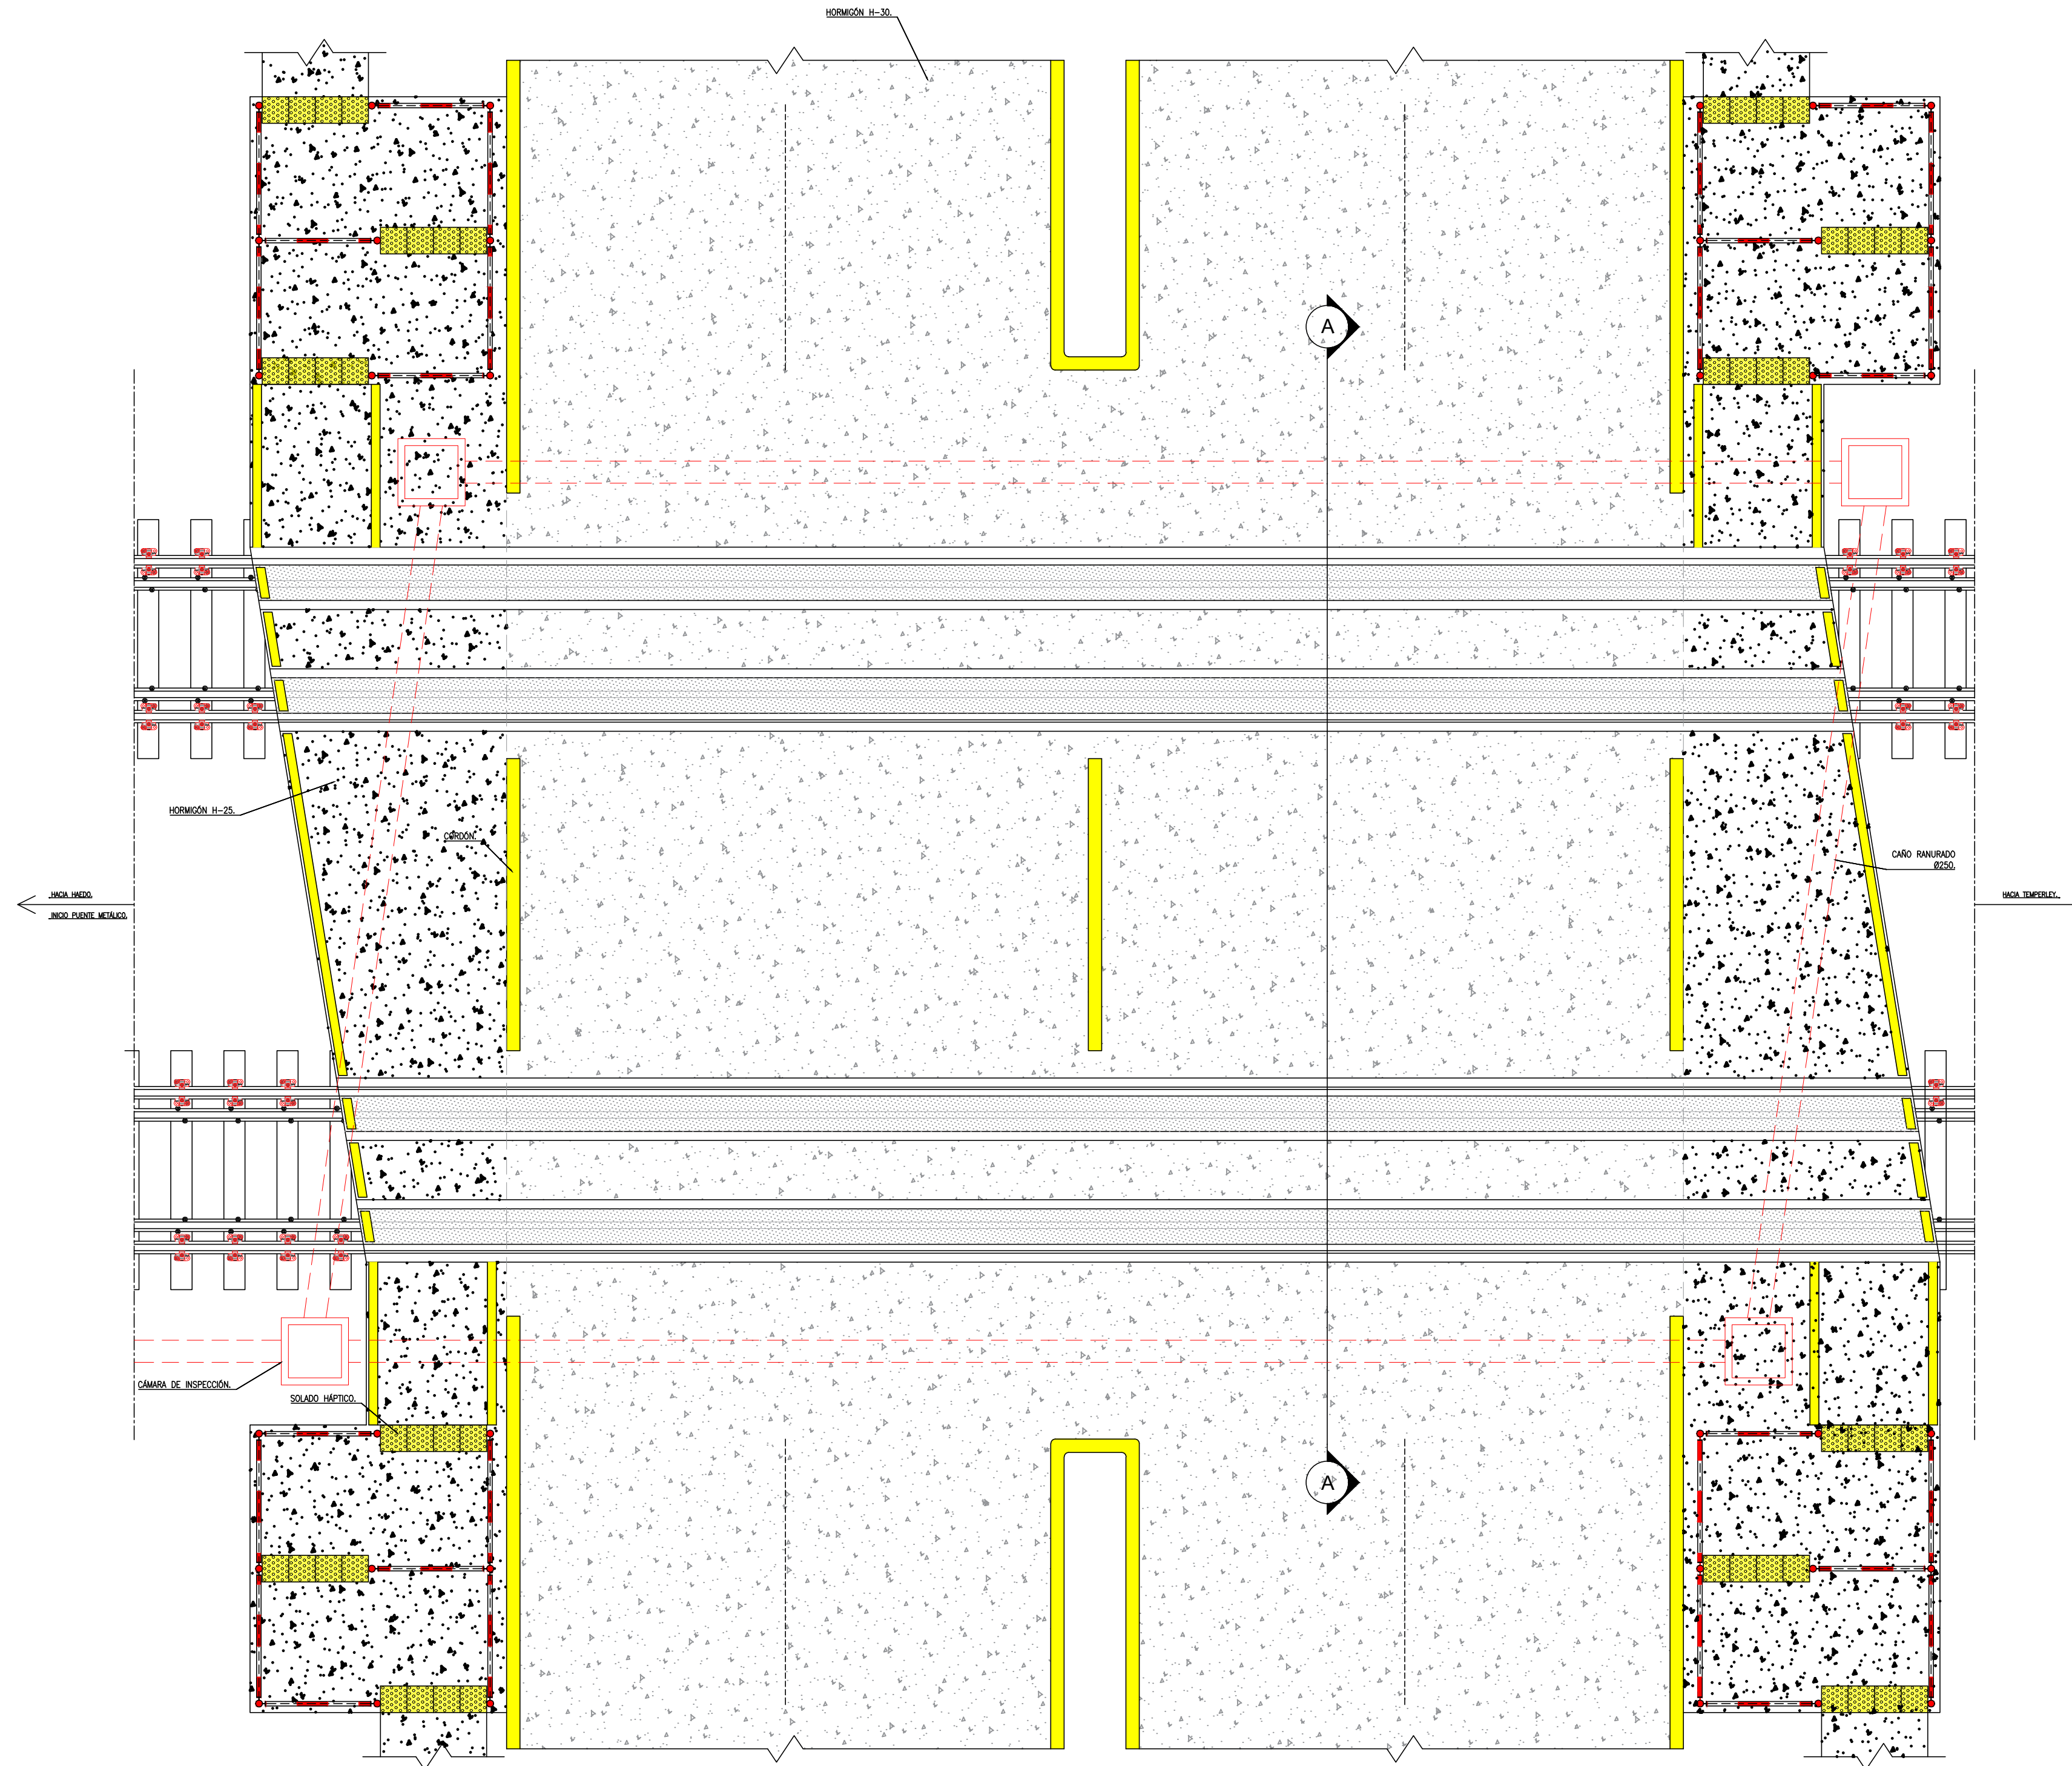 HORMIGÓN H-30.
A
HORMIGÓN H-25.
CORDÓN.
CAÑO RANURADO
Ø250.
HACIA HAEDO.
INICIO PUENTE METÁLICO.
HACIA TEMPERLEY.
CÁMARA DE INSPECCIÓN.
SOLADO HÁPTICO.
A